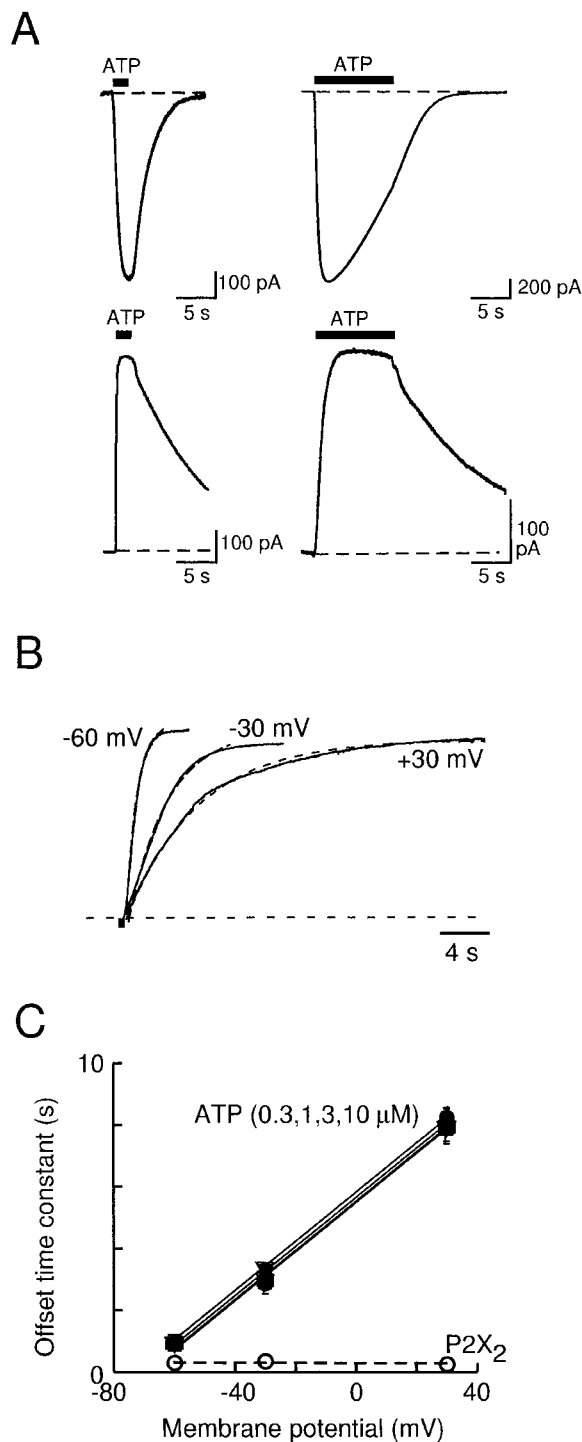 A
ATP
ATP
100 pA
5 s
200 pA
5 s
ATP
ATP
100 pA
5 s
100
pA
5 s
B
-60 mV
-30 mV
+30 mV
4 s
C
10
ATP (0.3,1,3,10 μM)
Offset time constant (s)
P2X2
0
-80
-40
0
40
Membrane potential (mV)